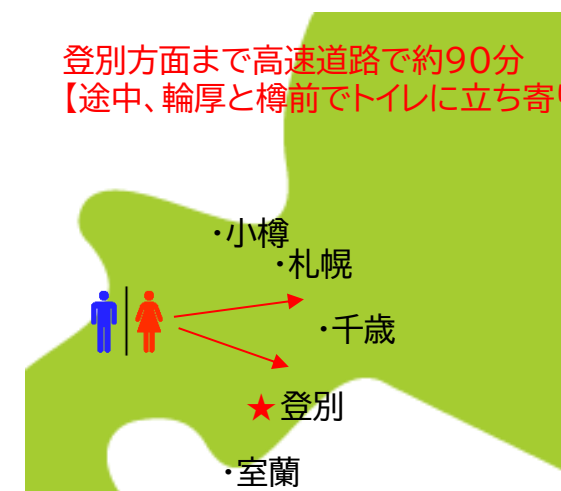 登別方面まで高速道路で約90分
【途中、輪厚と樽前でトイレに立ち寄り
・小樽
・札幌
・千歳
★登別
・室蘭